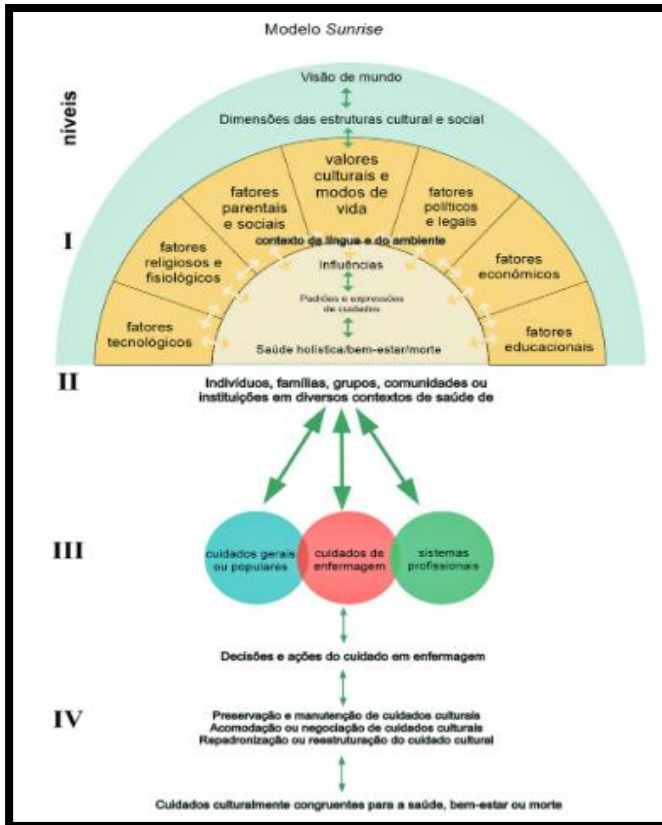 Modelo Sunrise
níveis
Visão de mundo
Dimensões das estruturas cultural e social
I
fatores
tecnológicos
fatores
religiosos e
fisiológicos
fatores
parentais
e sociais
valores
culturais e
modos de
vida
fatores
políticos
e legais
fatores
econômicos
fatores
educacionais
contexto de língua e do ambiente
Influências
Padrões e expressões
de cuidados
Saúde holística/bem-estar/morte
II
Indivíduos, famílias, grupos, comunidades ou
instituições em diversos contextos de saúde de
III
cuidados gerais
ou populares
cuidados de
enfermagem
sistemas
profissionais
Decisões e ações do cuidado em enfermagem
IV
Preservação e manutenção de cuidados culturais
Acomodação ou negociação de cuidados culturais
Repadronização ou reestruturação do cuidado cultural
Cuidados culturalmente congruentes para a saúde, bem-estar ou morte